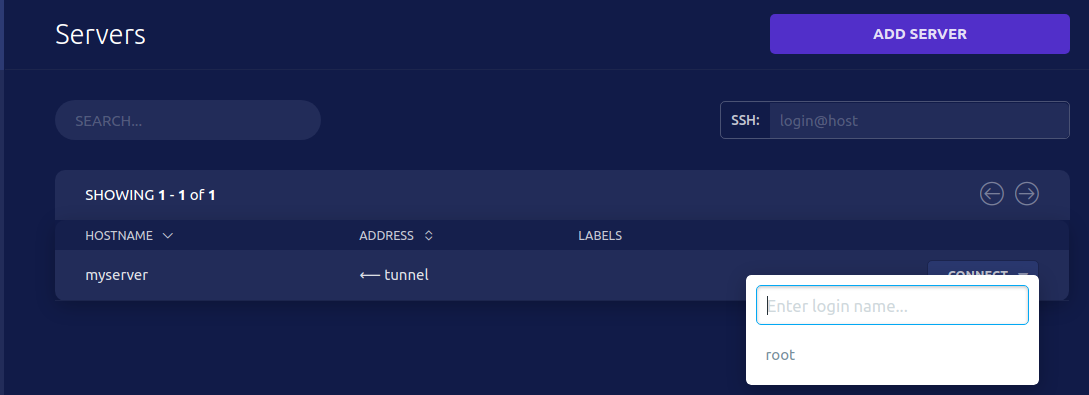 Servers
ADD SERVER
SEARCH...
SSH: login@host
SHOWING 1 - 1 of 1
HOSTNAME ADDRESS LABELS
myserver ⟵ tunnel CONNECT
Enter login name...
root